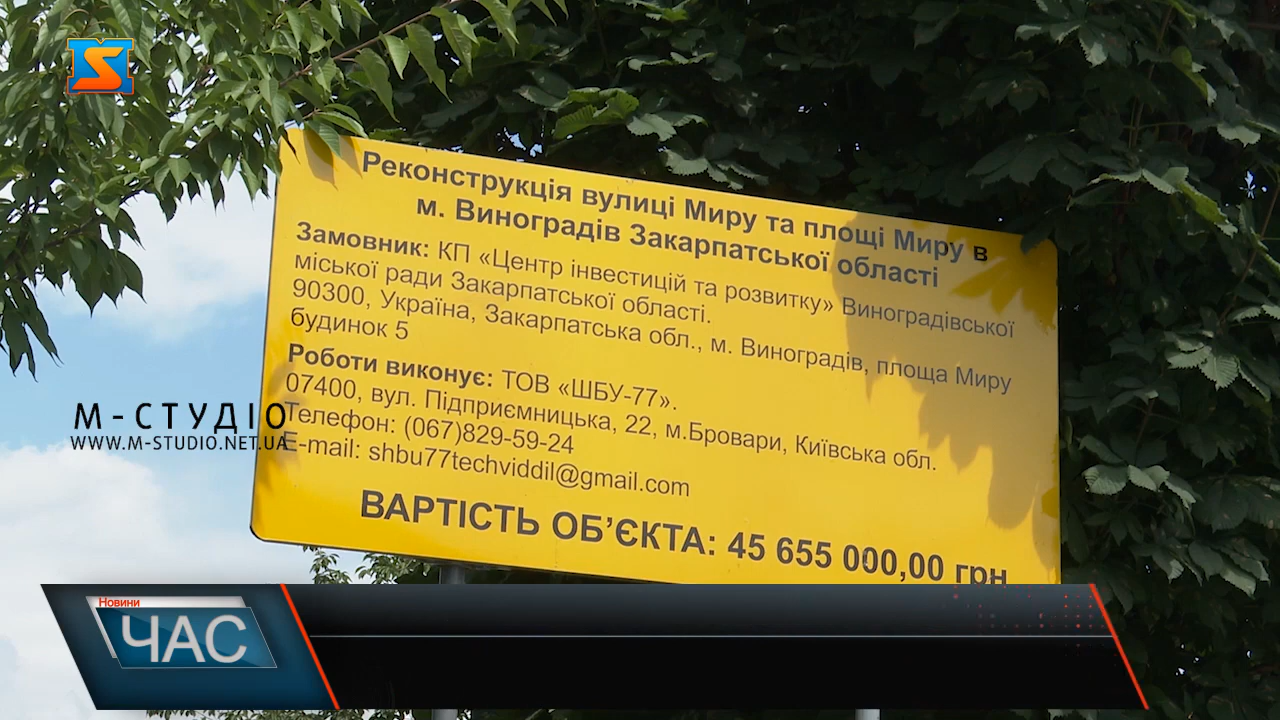 Реконструкція вулиці Миру та площі Миру в
м. Виноградів Закарпатської області
Замовник: КП «Центр інвестицій та розвитку» Виноградівської
міської ради Закарпатської області.
90300, Україна, Закарпатська обл., м. Виноградів, площа Миру
будинок 5
Роботи виконує: ТОВ «ШБУ-77».
07400, вул. Підприємницька, 22, м.Бровари, Київська обл.
Телефон: (067)829-59-24
E-mail: shbu77techviddil@gmail.com
ВАРТІСТЬ ОБ’ЄКТА: 45 655 000,00 грн
М-СТУДІО
WWW.M-STUDIO.NET.UA
Новини
ЧАС